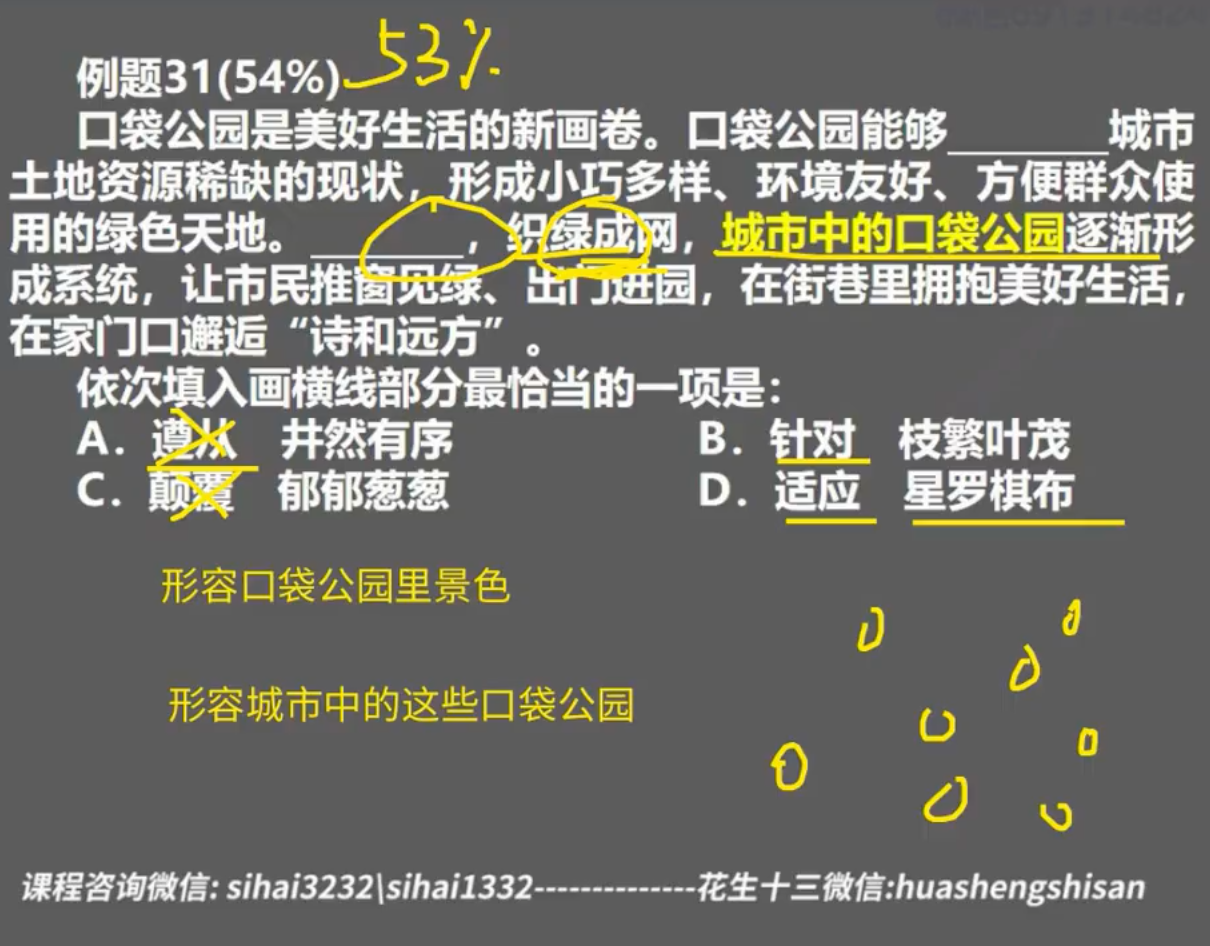 53%
例题31(54%)
口袋公园是美好生活的新画卷。口袋公园能够________城市
土地资源稀缺的现状，形成小巧多样、环境友好、方便群众使
用的绿色天地。________，织绿成网，城市中的口袋公园逐渐形
成系统，让市民推窗见绿、出门进园，在街巷里拥抱美好生活，
在家门口邂逅“诗和远方”。
依次填入画横线部分最恰当的一项是：
A. 遵从 井然有序 B. 针对 枝繁叶茂
C. 颠覆 郁郁葱葱 D. 适应 星罗棋布
形容口袋公园里景色
形容城市中的这些口袋公园
课程咨询微信: sihai3232\sihai1332--------------花生十三微信:huashengshisan